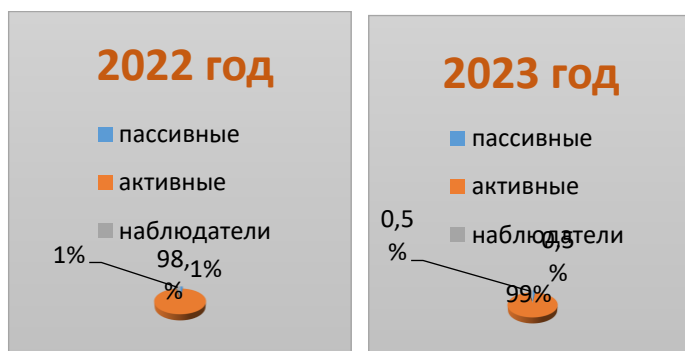 2022 год
пассивные
активные
наблюдатели
1%
98,
%
1%
2023 год
пассивные
активные
наблюдатели
0,5
%
0,5
%
99%